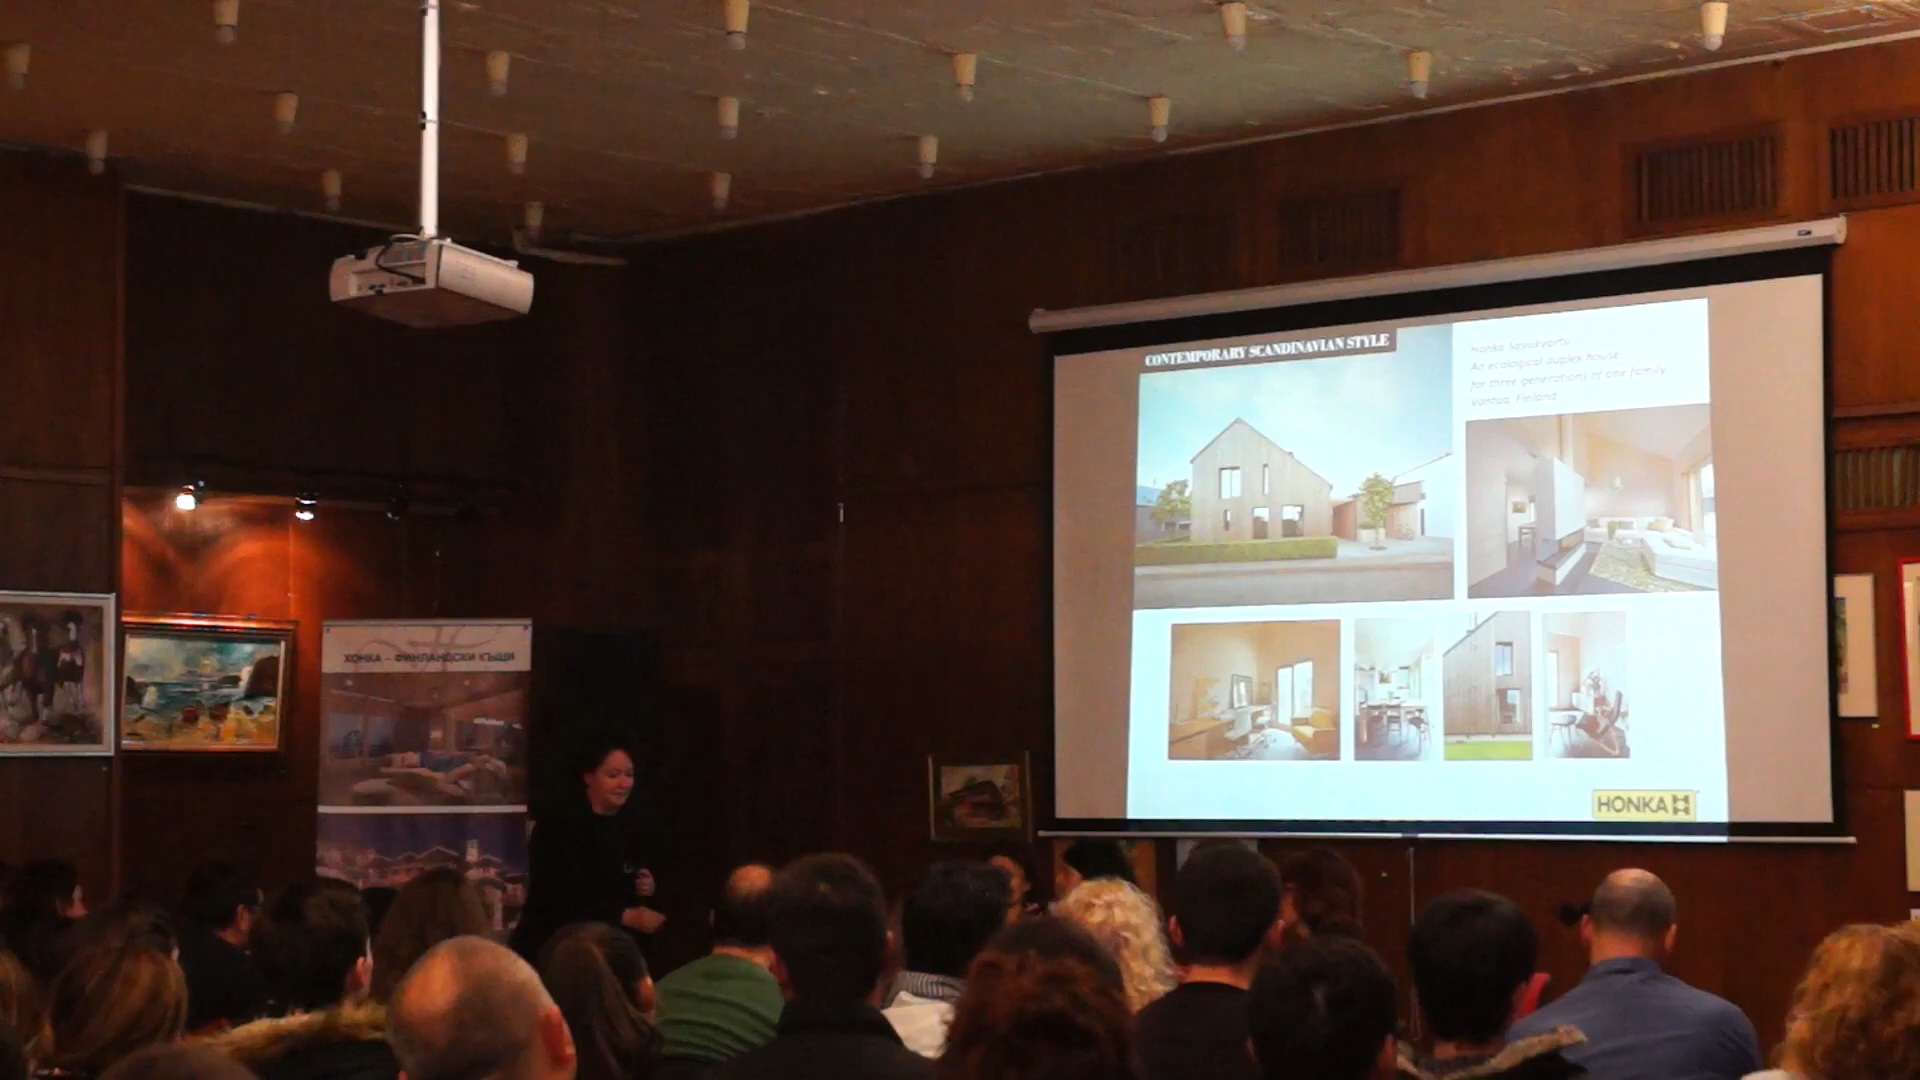 CONTEMPORARY SCANDINAVIAN STYLE
Honka Savukvartsi
An ecological duplex house
for three generations of one family
Vantaa, Finland
ХОНКА - ФИНЛАНДСКИ КЪЩИ
HONKA